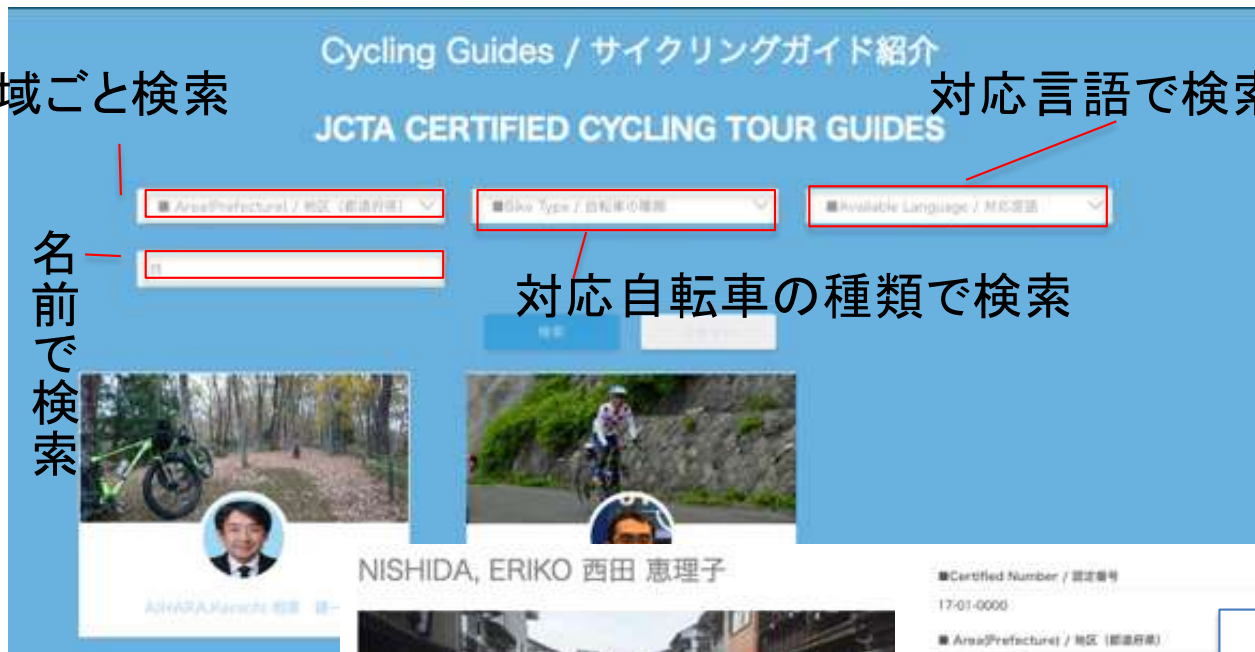 Cycling Guides / サイクリングガイド紹介
域ごと検索
対応言語で検索
JCTA CERTIFIED CYCLING TOUR GUIDES
■ Area(Prefecture) / 地区（都道府県）
■Bike Type / 自転車の種類
■Available Language / 対応言語
名前で検索
対応自転車の種類で検索
検索
NISHIDA, ERIKO 西田 恵理子
■Certified Number / 認定番号
17-01-0000
■ Area(Prefecture) / 地区（都道府県）